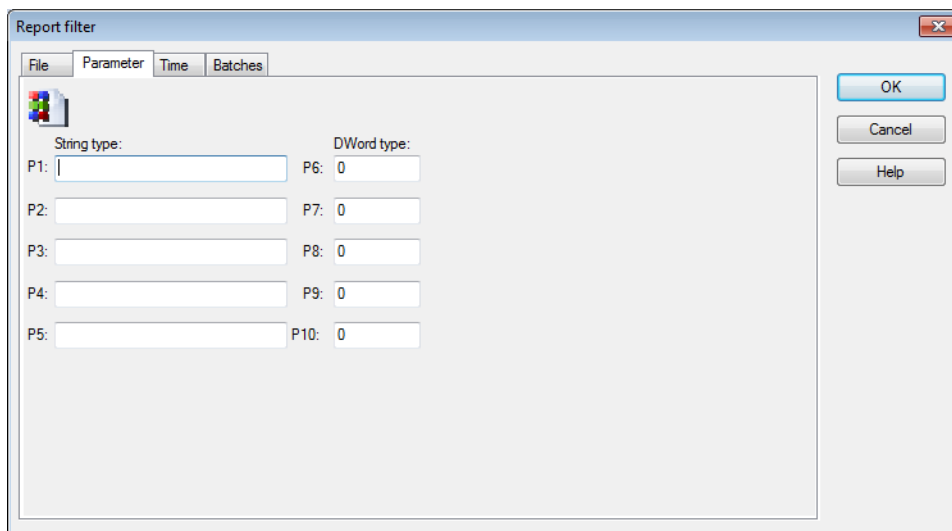 Report filter
File Parameter Time Batches
OK
Cancel
Help
String type: DWord type:
P1: P6: 0
P2: P7: 0
P3: P8: 0
P4: P9: 0
P5: P10: 0